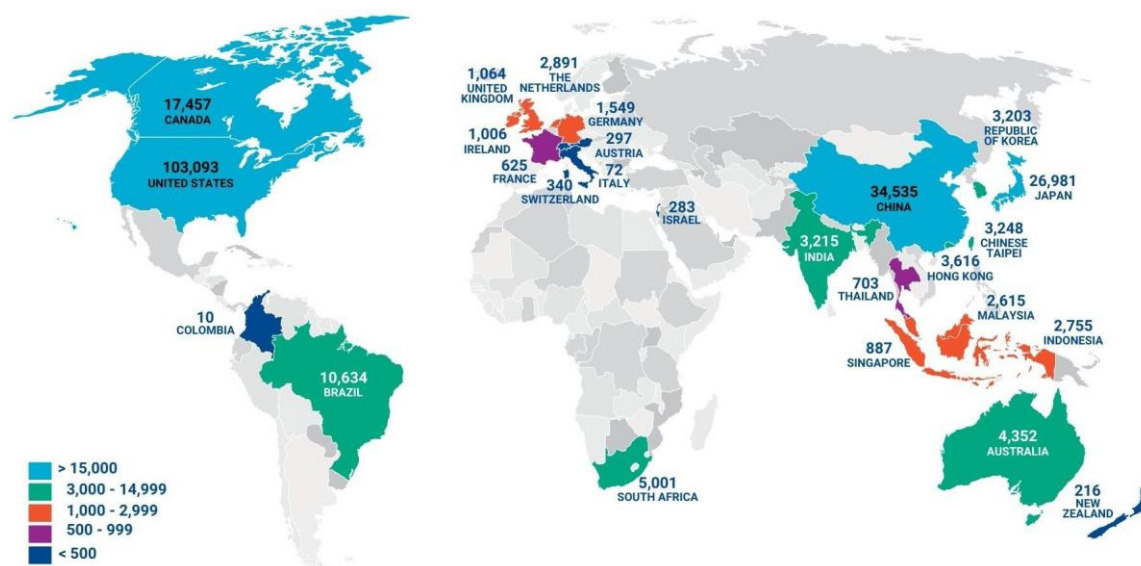 17,457
CANADA
103,093
UNITED STATES
1,064
UNITED
KINGDOM
2,891
THE
NETHERLANDS
1,549
GERMANY
1,006
IRELAND
297
AUSTRIA
625
FRANCE
72
ITALY
340
SWITZERLAND
283
ISRAEL
34,535
CHINA
3,203
REPUBLIC
OF KOREA
26,981
JAPAN
3,215
INDIA
3,248
CHINESE
TAIPEI
3,616
HONG KONG
703
THAILAND
2,615
MALAYSIA
2,755
INDONESIA
887
SINGAPORE
10
COLOMBIA
10,634
BRAZIL
5,001
SOUTH AFRICA
4,352
AUSTRALIA
216
NEW
ZEALAND
> 15,000
3,000 - 14,999
1,000 - 2,999
500 - 999
< 500